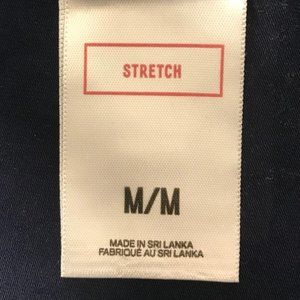 STRETCH
M/M
MADE IN SRI LANKA
FABRIQUÉ AU SRI LANKA